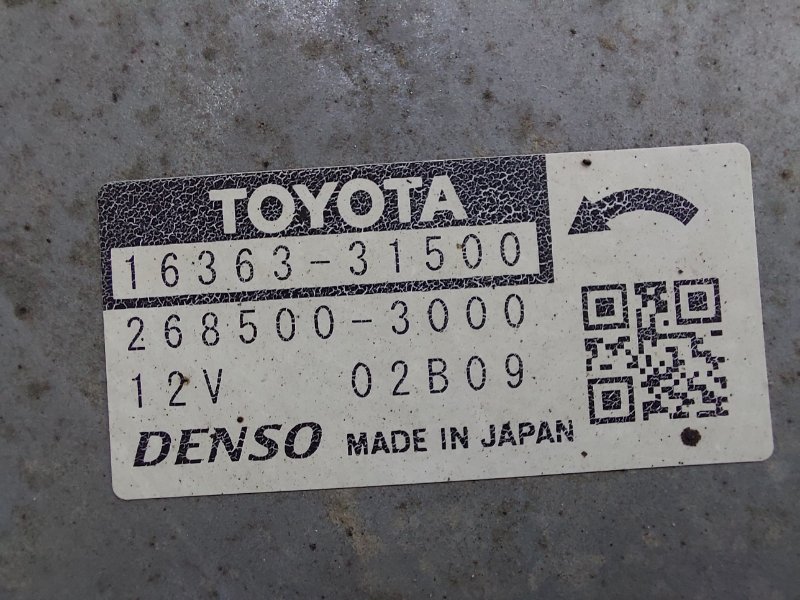 TOYOTA
16363-31500
268500-3000
12V 02B09
DENSO MADE IN JAPAN